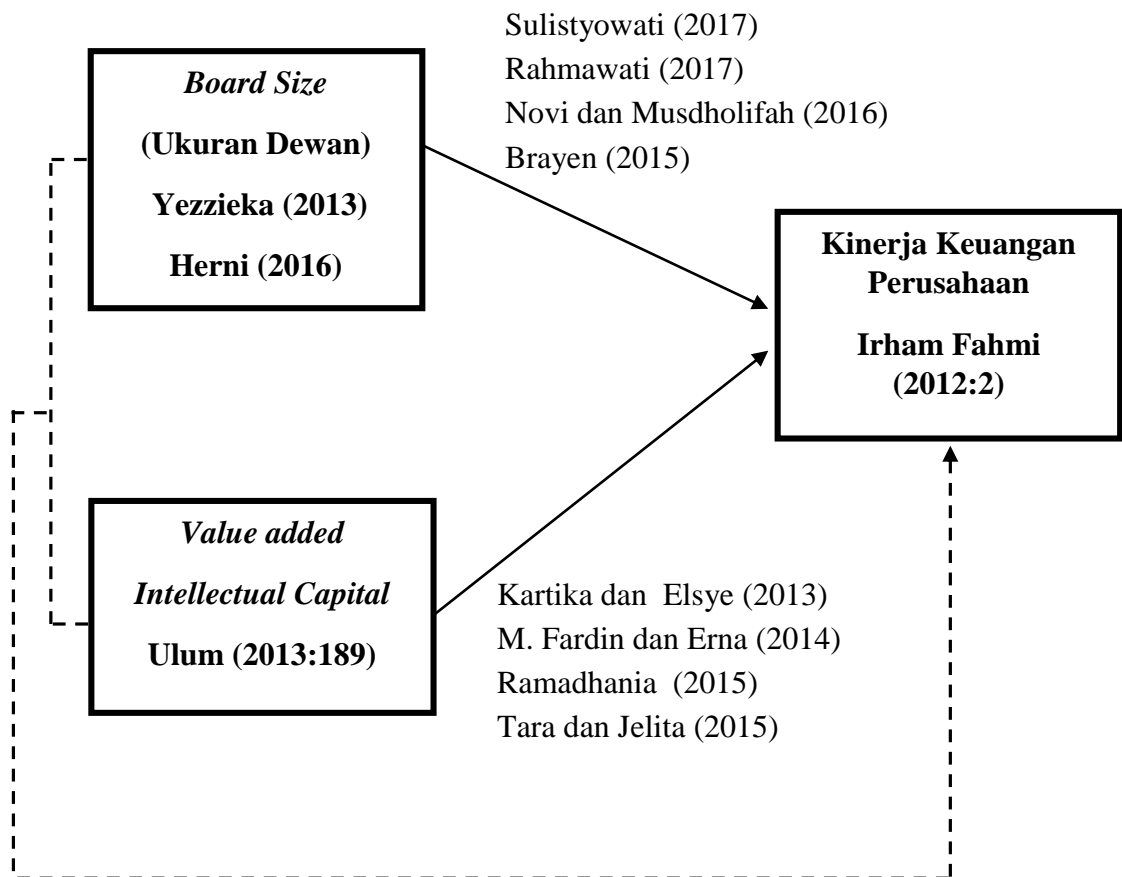 Sulistyowati (2017)
Rahmawati (2017)
Novi dan Musdholifah (2016)
Brayen (2015)
Board Size
(Ukuran Dewan)
Yezzieka (2013)
Herni (2016)
Kinerja Keuangan
Perusahaan
Irham Fahmi
(2012:2)
Value added
Intellectual Capital
Ulum (2013:189)
Kartika dan Elsye (2013)
M. Fardin dan Erna (2014)
Ramadhania (2015)
Tara dan Jelita (2015)